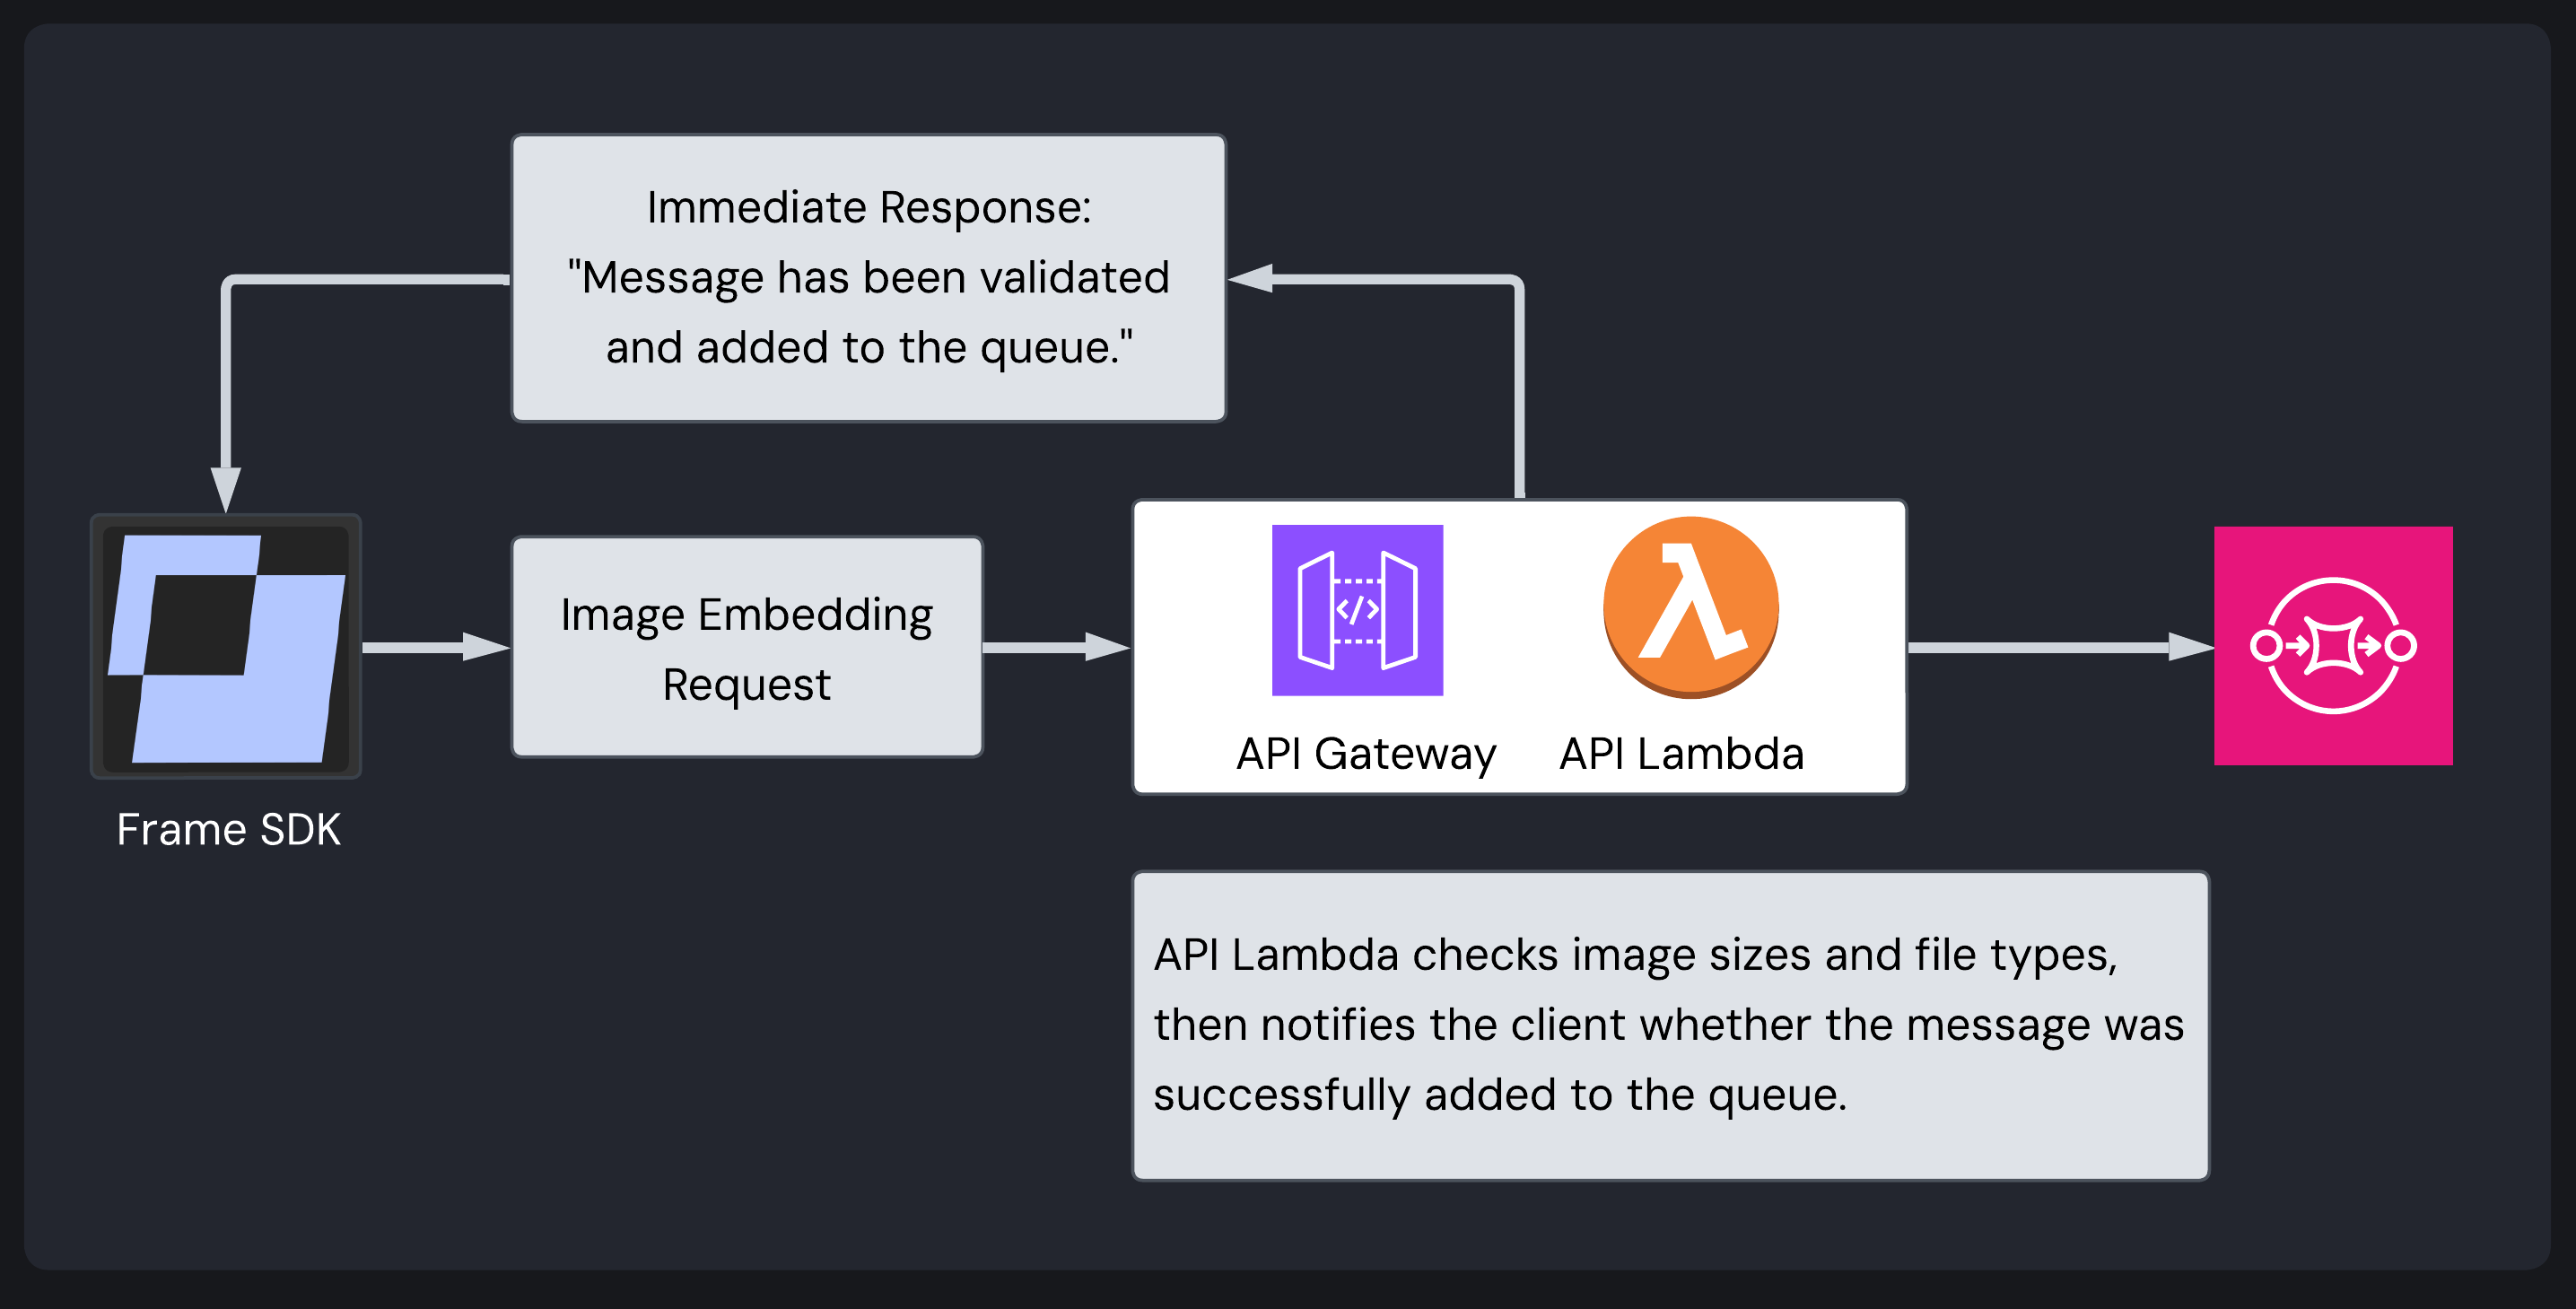 Immediate Response:
"Message has been validated
and added to the queue."
Image Embedding
Request
API Gateway
API Lambda
Frame SDK
API Lambda checks image sizes and file types,
then notifies the client whether the message was
successfully added to the queue.